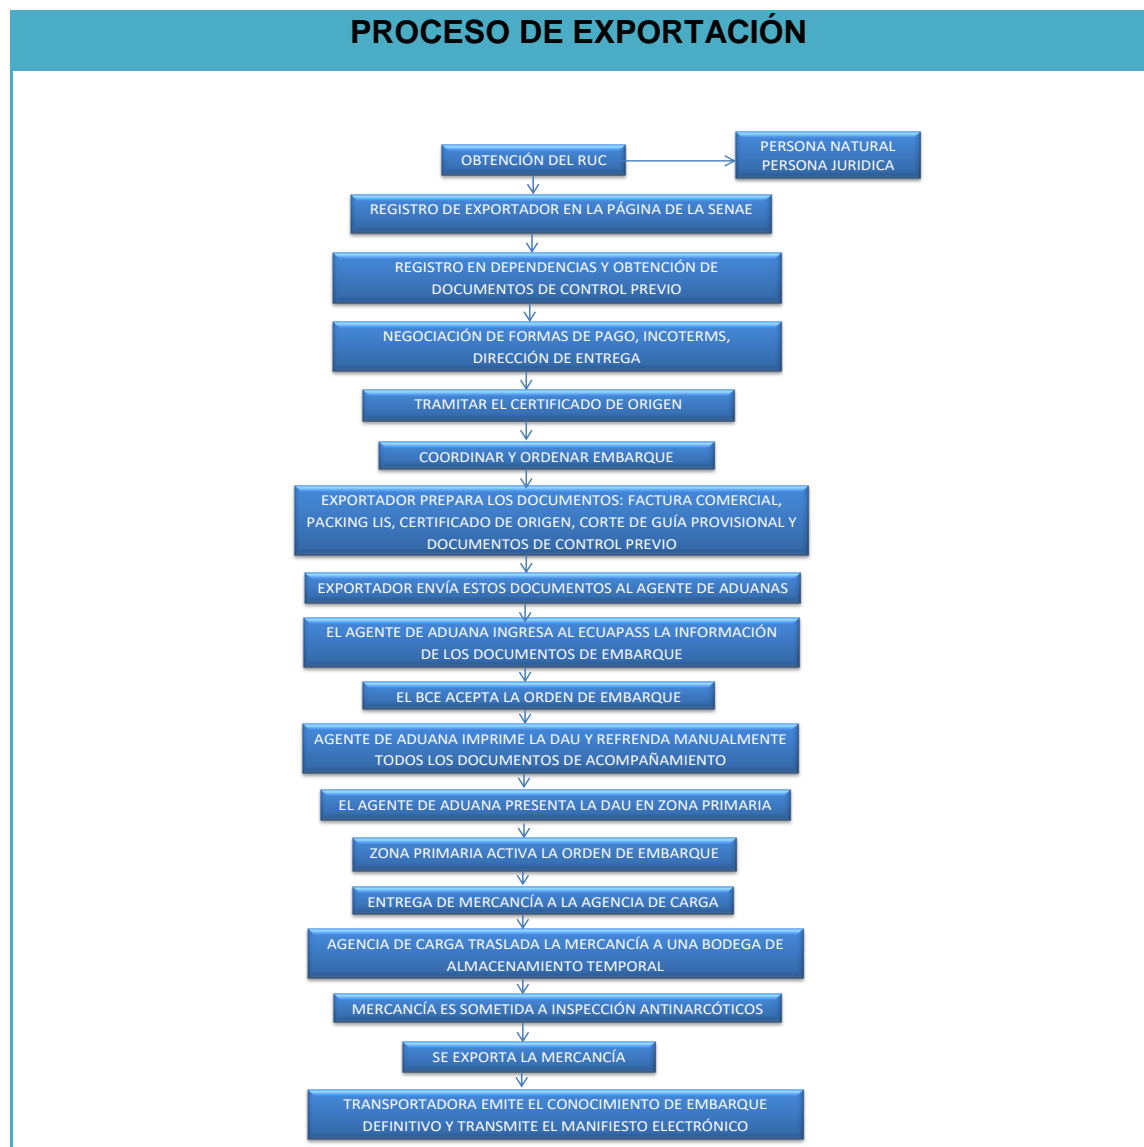 PROCESO DE EXPORTACIÓN
OBTENCIÓN DEL RUC
PERSONA NATURAL
PERSONA JURIDICA
REGISTRO DE EXPORTADOR EN LA PÁGINA DE LA SENAE
REGISTRO EN DEPENDENCIAS Y OBTENCIÓN DE
DOCUMENTOS DE CONTROL PREVIO
NEGOCIACIÓN DE FORMAS DE PAGO, INCOTERMS,
DIRECCIÓN DE ENTREGA
TRAMITAR EL CERTIFICADO DE ORIGEN
COORDINAR Y ORDENAR EMBARQUE
EXPORTADOR PREPARA LOS DOCUMENTOS: FACTURA COMERCIAL,
PACKING LIS, CERTIFICADO DE ORIGEN, CORTE DE GUÍA PROVISIONAL Y
DOCUMENTOS DE CONTROL PREVIO
EXPORTADOR ENVÍA ESTOS DOCUMENTOS AL AGENTE DE ADUANAS
EL AGENTE DE ADUANA INGRESA AL ECUAPASS LA INFORMACIÓN
DE LOS DOCUMENTOS DE EMBARQUE
EL BCE ACEPTA LA ORDEN DE EMBARQUE
AGENTE DE ADUANA IMPRIME LA DAU Y REFRENDA MANUALMENTE
TODOS LOS DOCUMENTOS DE ACOMPAÑAMIENTO
EL AGENTE DE ADUANA PRESENTA LA DAU EN ZONA PRIMARIA
ZONA PRIMARIA ACTIVA LA ORDEN DE EMBARQUE
ENTREGA DE MERCANCÍA A LA AGENCIA DE CARGA
AGENCIA DE CARGA TRASLADA LA MERCANCÍA A UNA BODEGA DE
ALMACENAMIENTO TEMPORAL
MERCANCÍA ES SOMETIDA A INSPECCIÓN ANTINARCÓTICOS
SE EXPORTA LA MERCANCÍA
TRANSPORTADORA EMITE EL CONOCIMIENTO DE EMBARQUE
DEFINITIVO Y TRANSMITE EL MANIFIESTO ELECTRÓNICO